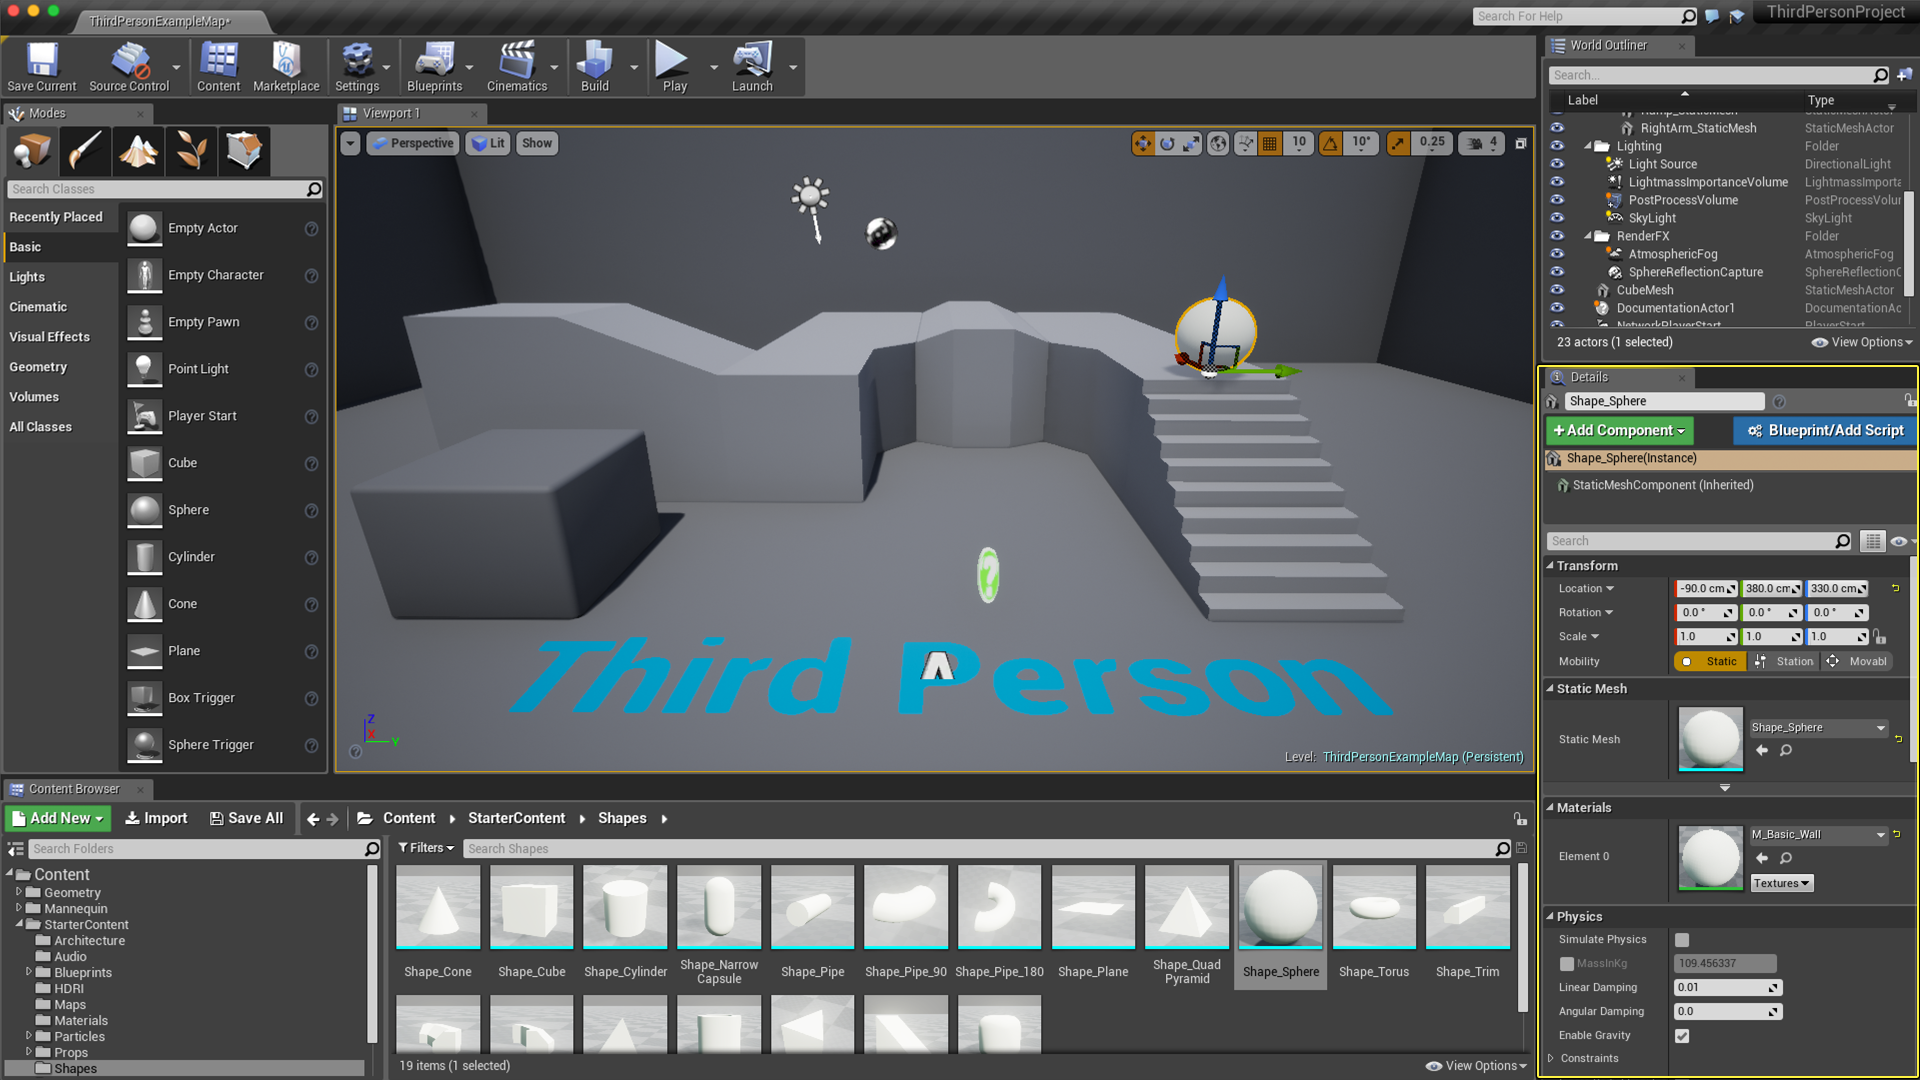 ThirdPersonExampleMap*
Search For Help
ThirdPersonProject
Save Current
Source Control
Content
Marketplace
Settings
Blueprints
Cinematics
Build
Play
Launch
Modes
Search Classes
Recently Placed
Basic
Lights
Cinematic
Visual Effects
Geometry
Volumes
All Classes
Empty Actor
Empty Character
Empty Pawn
Point Light
Player Start
Cube
Sphere
Cylinder
Cone
Plane
Box Trigger
Sphere Trigger
Viewport 1
Perspective
Lit
Show
10
10°
0.25
4
Third Person
Z
X
Y
Level: ThirdPersonExampleMap (Persistent)
World Outliner
Search...
Label
Type
RightArm_StaticMesh StaticMeshActor
Lighting Folder
Light Source DirectionalLight
LightmassImportanceVolume LightmassImporta
PostProcessVolume PostProcessVolu
SkyLight SkyLight
RenderFX Folder
AtmosphericFog AtmosphericFog
SphereReflectionCapture SphereReflectionC
CubeMesh StaticMeshActor
DocumentationActor1 DocumentationAc
NetworkPlayerStart PlayerStart
23 actors (1 selected)
View Options
Details
Shape_Sphere
+ Add Component
Blueprint/Add Script
Shape_Sphere(Instance)
StaticMeshComponent (Inherited)
Search
Transform
Location -90.0 cm 380.0 cm 330.0 cm
Rotation 0.0 ° 0.0 ° 0.0 °
Scale 1.0 1.0 1.0
Mobility Static Station Movabl
Static Mesh
Static Mesh
Shape_Sphere
Materials
Element 0
M_Basic_Wall
Textures
Physics
Simulate Physics
MassInKg 109.456337
Linear Damping 0.01
Angular Damping 0.0
Enable Gravity
Constraints
Content Browser
Add New
Import
Save All
Content
StarterContent
Shapes
Search Folders
Content
Geometry
Mannequin
StarterContent
Architecture
Audio
Blueprints
HDRI
Maps
Materials
Particles
Props
Shapes
Filters
Search Shapes
Shape_Cone
Shape_Cube
Shape_Cylinder
Shape_Narrow
Capsule
Shape_Pipe
Shape_Pipe_90
Shape_Pipe_180
Shape_Plane
Shape_Quad
Pyramid
Shape_Sphere
Shape_Torus
Shape_Trim
19 items (1 selected)
View Options